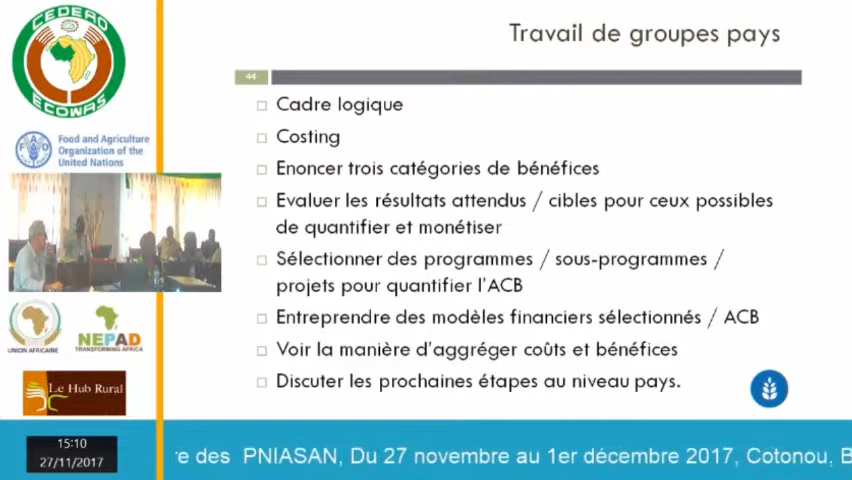 Travail de groupes pays
44
Cadre logique
Costing
Enoncer trois catégories de bénéfices
Evaluer les résultats attendus / cibles pour ceux possibles
de quantifier et monétiser
Sélectionner des programmes / sous-programmes /
projets pour quantifier l'ACB
Entreprendre des modèles financiers sélectionnés / ACB
Voir la manière d'aggréger coûts et bénéfices
Discuter les prochaines étapes au niveau pays.
CEDEAO
ECOWAS
FAO
Food and Agriculture
Organization of the
United Nations
UNION AFRICAINE
NEPAD
TRANSFORMING AFRICA
Le Hub Rural
15:10
27/11/2017
re des PNIASAN, Du 27 novembre au 1er décembre 2017, Cotonou, B